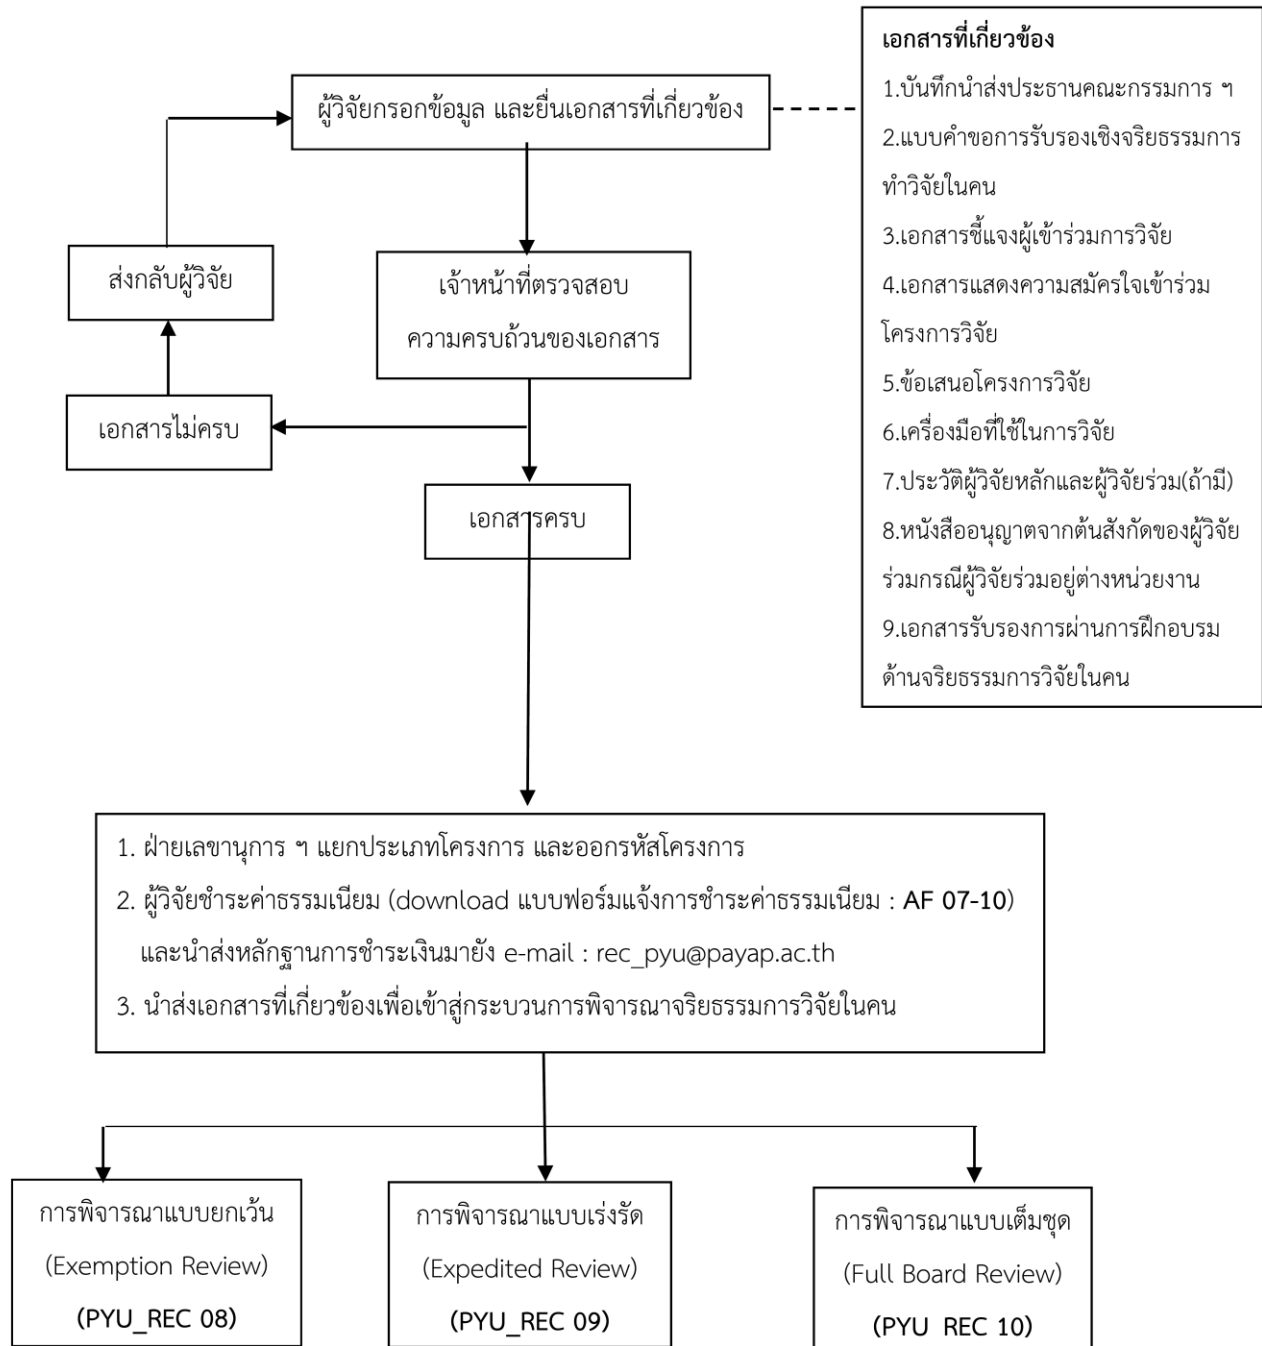 ผู้วิจัยกรอกข้อมูล และยื่นเอกสารที่เกี่ยวข้อง
เอกสารที่เกี่ยวข้อง
1.บันทึกนำส่งประธานคณะกรรมการ ฯ
2.แบบคำขอการรับรองเชิงจริยธรรมการ
ทำวิจัยในคน
3.เอกสารชี้แจงผู้เข้าร่วมการวิจัย
4.เอกสารแสดงความสมัครใจเข้าร่วม
โครงการวิจัย
5.ข้อเสนอโครงการวิจัย
6.เครื่องมือที่ใช้ในการวิจัย
7.ประวัติผู้วิจัยหลักและผู้วิจัยร่วม(ถ้ามี)
8.หนังสืออนุญาตจากต้นสังกัดของผู้วิจัย
ร่วมกรณีผู้วิจัยร่วมอยู่ต่างหน่วยงาน
9.เอกสารรับรองการผ่านการฝึกอบรม
ด้านจริยธรรมการวิจัยในคน
ส่งกลับผู้วิจัย
เจ้าหน้าที่ตรวจสอบ
ความครบถ้วนของเอกสาร
เอกสารไม่ครบ
เอกสารครบ
1. ฝ่ายเลขานุการ ฯ แยกประเภทโครงการ และออกรหัสโครงการ
2. ผู้วิจัยชำระค่าธรรมเนียม (download แบบฟอร์มแจ้งการชำระค่าธรรมเนียม : AF 07-10)
และนำส่งหลักฐานการชำระเงินมายัง e-mail : rec_pyu@payap.ac.th
3. นำส่งเอกสารที่เกี่ยวข้องเพื่อเข้าสู่กระบวนการพิจารณาจริยธรรมการวิจัยในคน
การพิจารณาแบบยกเว้น
(Exemption Review)
(PYU_REC 08)
การพิจารณาแบบเร่งรัด
(Expedited Review)
(PYU_REC 09)
การพิจารณาแบบเต็มชุด
(Full Board Review)
(PYU REC 10)